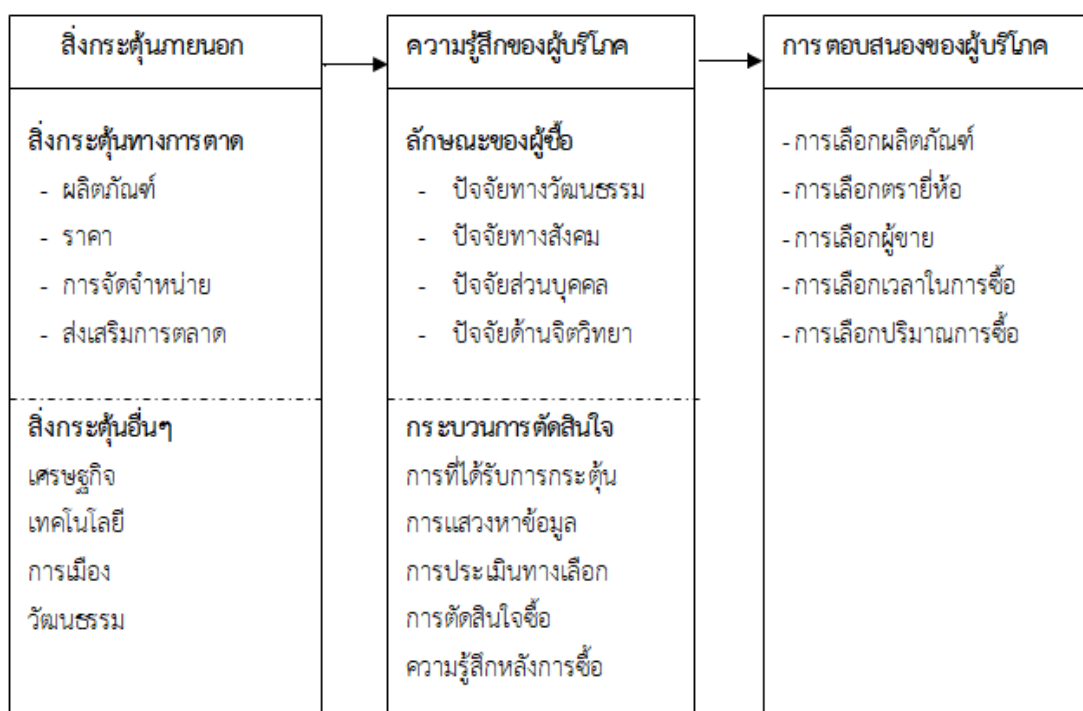 สิ่งกระตุ้นภายนอก
สิ่งกระตุ้นทางการตาด
- ผลิตภัณฑ์
- ราคา
- การจัดจำหน่าย
- ส่งเสริมการตลาด
สิ่งกระตุ้นอื่นๆ
เศรษฐกิจ
เทคโนโลยี
การเมือง
วัฒนธรรม
ความรู้สึกของผู้บริโภค
ลักษณะของผู้ซื้อ
- ปัจจัยทางวัฒนธรรม
- ปัจจัยทางสังคม
- ปัจจัยส่วนบุคคล
- ปัจจัยด้านจิตวิทยา
กระบวนการตัดสินใจ
การที่ได้รับการกระตุ้น
การแสวงหาข้อมูล
การประเมินทางเลือก
การตัดสินใจซื้อ
ความรู้สึกหลังการซื้อ
การตอบสนองของผู้บริโภค
- การเลือกผลิตภัณฑ์
- การเลือกตรายี่ห้อ
- การเลือกผู้ขาย
- การเลือกเวลาในการซื้อ
- การเลือกปริมาณการซื้อ